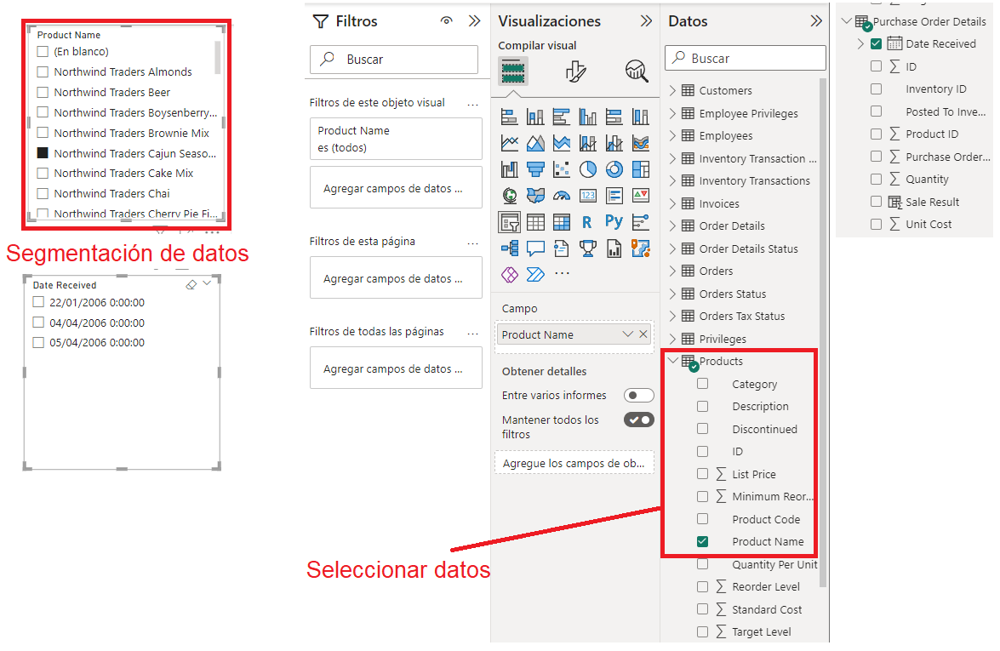 Product Name
(En blanco)
Northwind Traders Almonds
Northwind Traders Beer
Northwind Traders Boysenberry...
Northwind Traders Brownie Mix
Northwind Traders Cajun Seaso...
Northwind Traders Cake Mix
Northwind Traders Chai
Northwind Traders Cherry Pie Fi...
Segmentación de datos
Date Received
22/01/2006 0:00:00
04/04/2006 0:00:00
05/04/2006 0:00:00
Filtros
Buscar
Filtros de este objeto visual
Product Name
es (todos)
Agregar campos de datos ...
Filtros de esta página
Agregar campos de datos ...
Filtros de todas las páginas
Agregar campos de datos ...
Visualizaciones
Compilar visual
123
R
Py
Campo
Product Name
Obtener detalles
Entre varios informes
Mantener todos los
filtros
Agregue los campos de ob...
Seleccionar datos
Datos
Buscar
Customers
Employee Privileges
Employees
Inventory Transaction ...
Inventory Transactions
Invoices
Order Details
Order Details Status
Orders
Orders Status
Orders Tax Status
Privileges
Products
Category
Description
Discontinued
ID
List Price
Minimum Reor...
Product Code
Product Name
Quantity Per Unit
Reorder Level
Standard Cost
Target Level
Purchase Order Details
Date Received
ID
Inventory ID
Posted To Inve...
Product ID
Purchase Order...
Quantity
Sale Result
Unit Cost